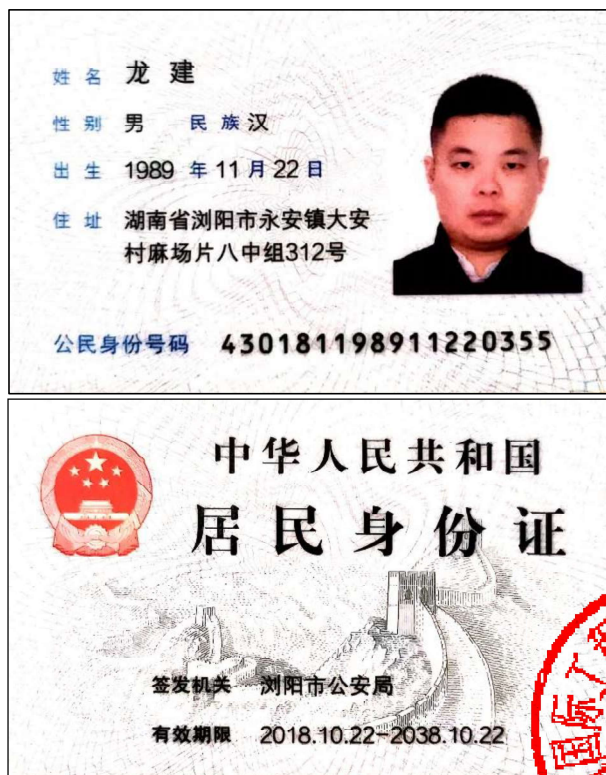 姓名 龙建
性别 男 民族 汉
出生 1989 年 11 月 22 日
住址 湖南省浏阳市永安镇大安
村麻场片八中组312号
公民身份号码 430181198911220355
中华人民共和国
居民身份证
签发机关 浏阳市公安局
有效期限 2018.10.22-2038.10.22
国际